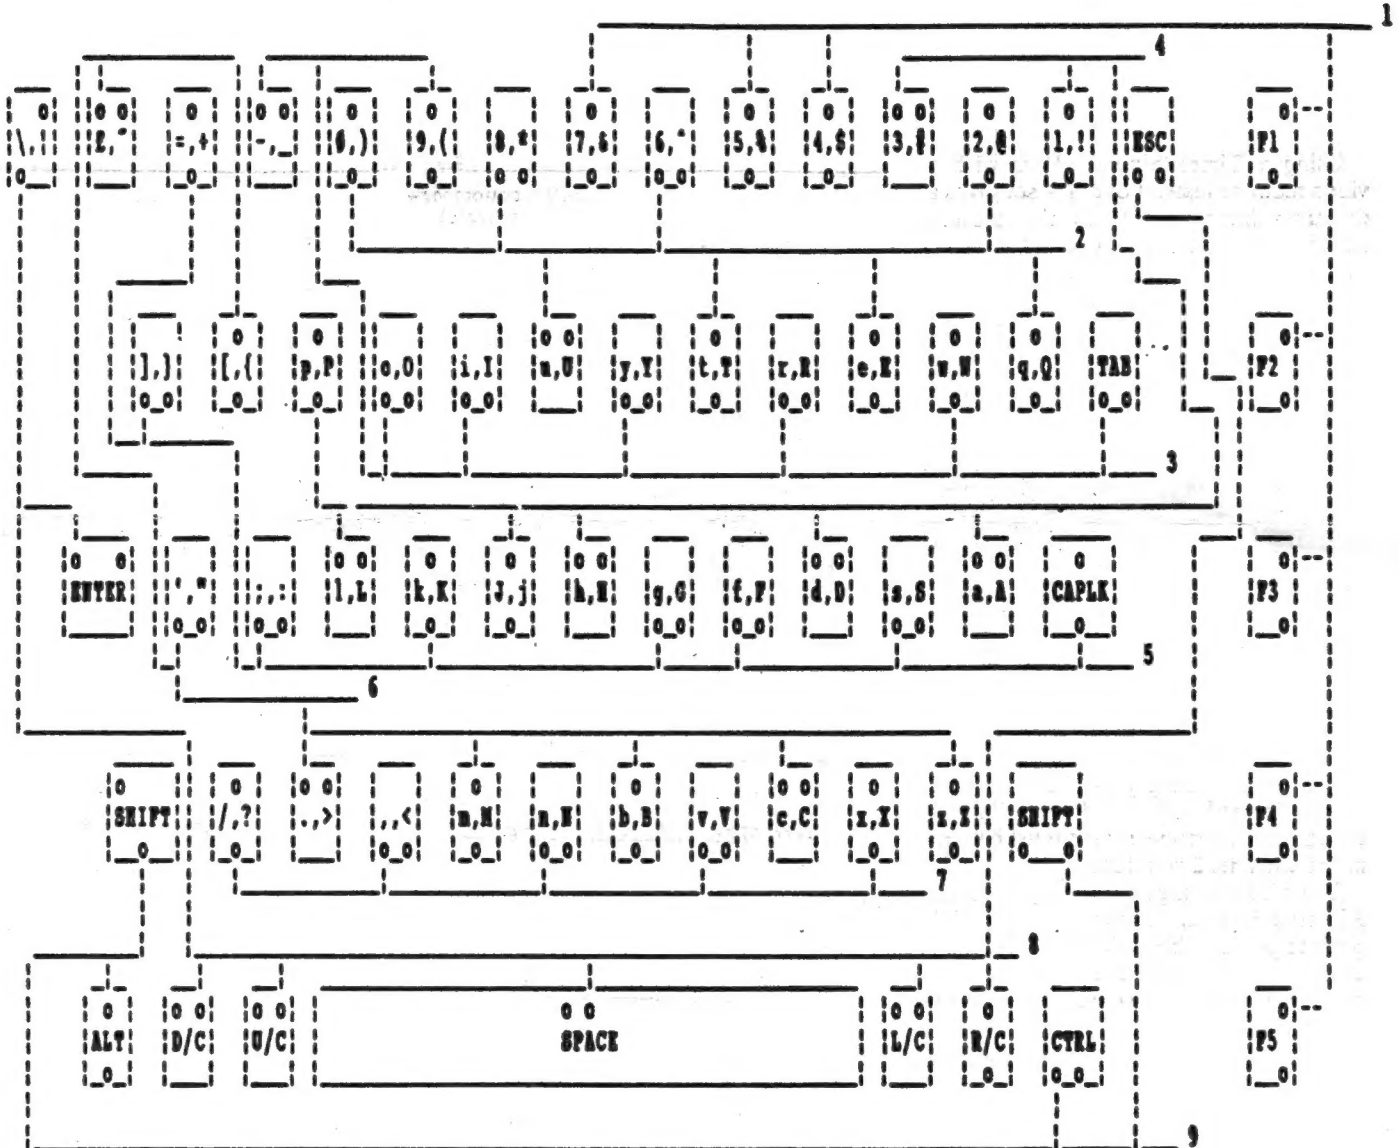 1
4
\,! £,^ =,+ -,_ 0,) 9,( 8,* 7,& 6,^ 5,% 4,$ 3,# 2,@ 1,! ESC F1
2
],} [,{ p,P o,O i,I u,U y,Y t,T r,R e,E w,W q,Q TAB F2
3
ENTER ',"  ;,: l,L k,K J,j h,H g,G f,F d,D s,S a,A CAPLK F3
5
6
SHIFT /,? .,> ,,< m,M n,N b,B v,V c,C x,X z,Z SHIFT F4
7
8
ALT D/C U/C SPACE L/C R/C CTRL F5
9